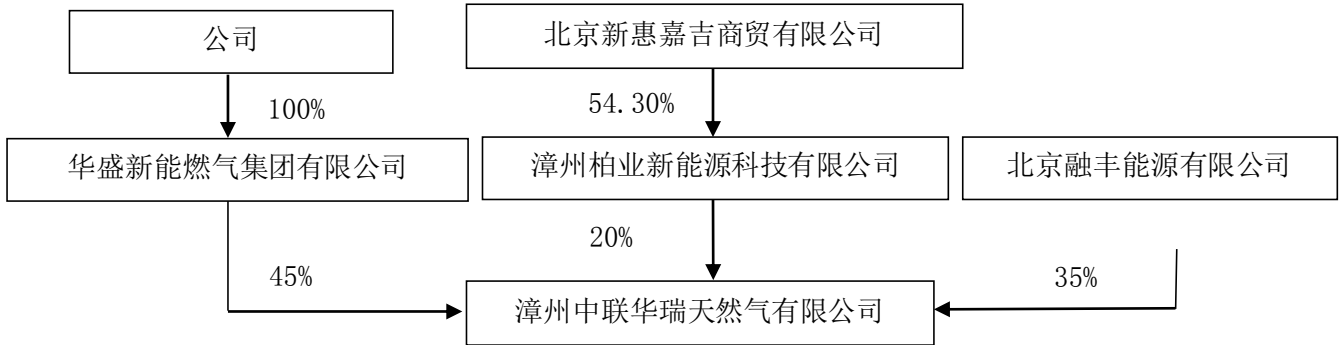 公司
北京新惠嘉吉商贸有限公司
100%
54.30%
华盛新能燃气集团有限公司
漳州柏业新能源科技有限公司
北京融丰能源有限公司
20%
45%
35%
漳州中联华瑞天然气有限公司